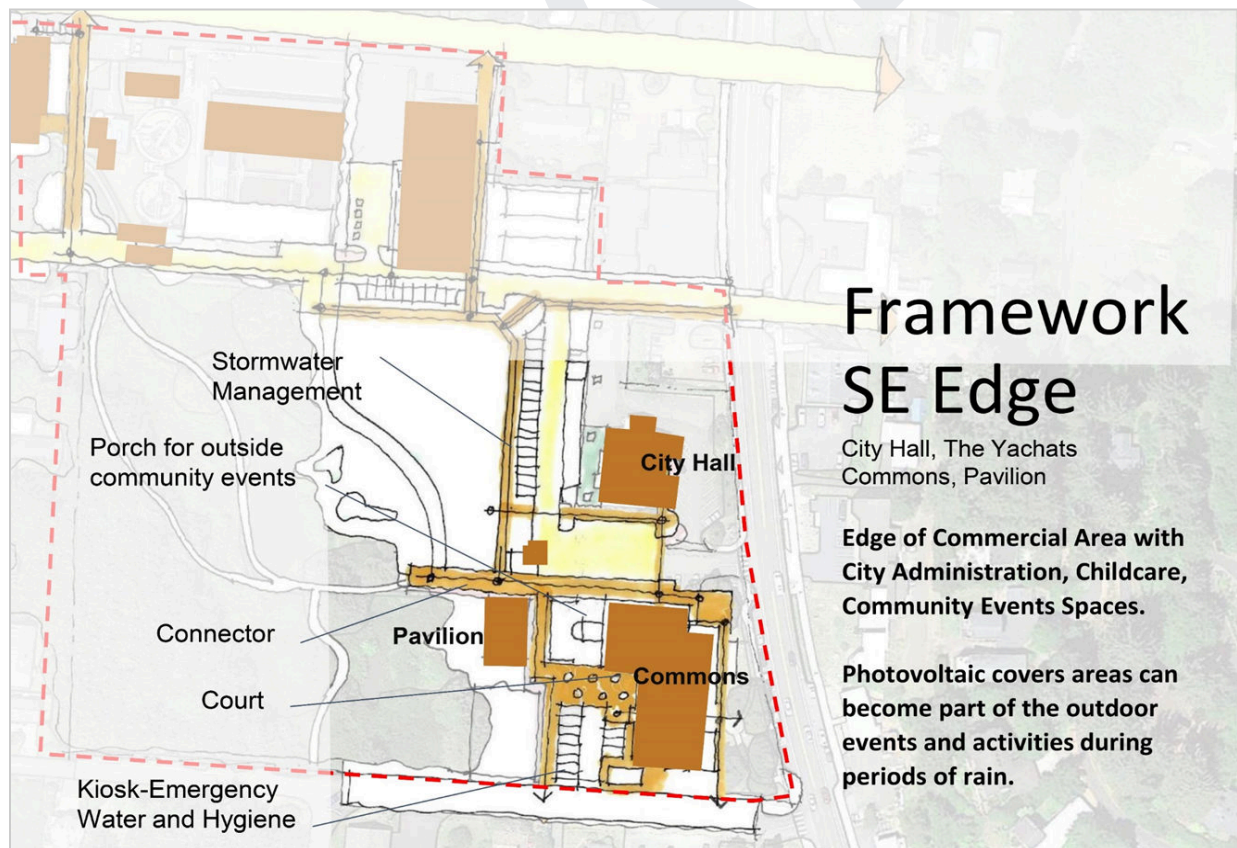 Framework
SE Edge
City Hall, The Yachats
Commons, Pavilion
Edge of Commercial Area with
City Administration, Childcare,
Community Events Spaces.
Photovoltaic covers areas can
become part of the outdoor
events and activities during
periods of rain.
Stormwater
Management
Porch for outside
community events
City Hall
Connector
Pavilion
Court
Commons
Kiosk-Emergency
Water and Hygiene